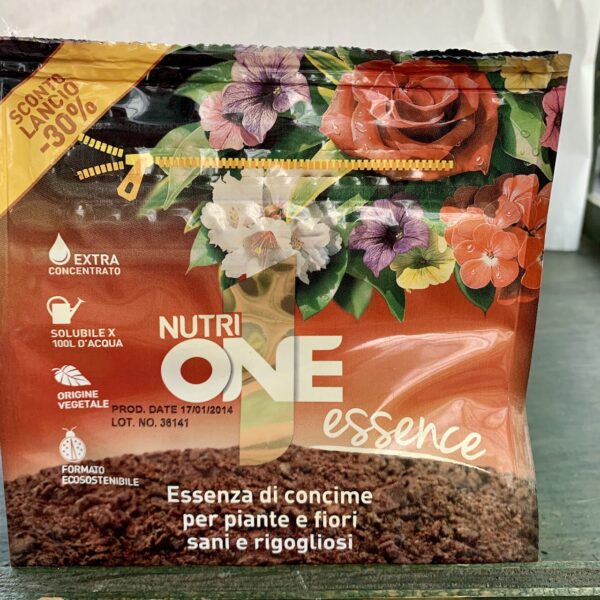 SCONTO
LANCIO
-30%
EXTRA
CONCENTRATO
SOLUBILE X
100L D'ACQUA
ORIGINE
VEGETALE
FORMATO
ECOSOSTENIBILE
NUTRI
ONE
essence
PROD. DATE 17/01/2014
LOT. NO. 36141
Essenza di concime
per piante e fiori
sani e rigogliosi